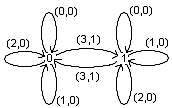 (0,0) (0,0)
(2,0) (3,1) (1,0)
0 1
(3,1)
(1,0) (2,0)